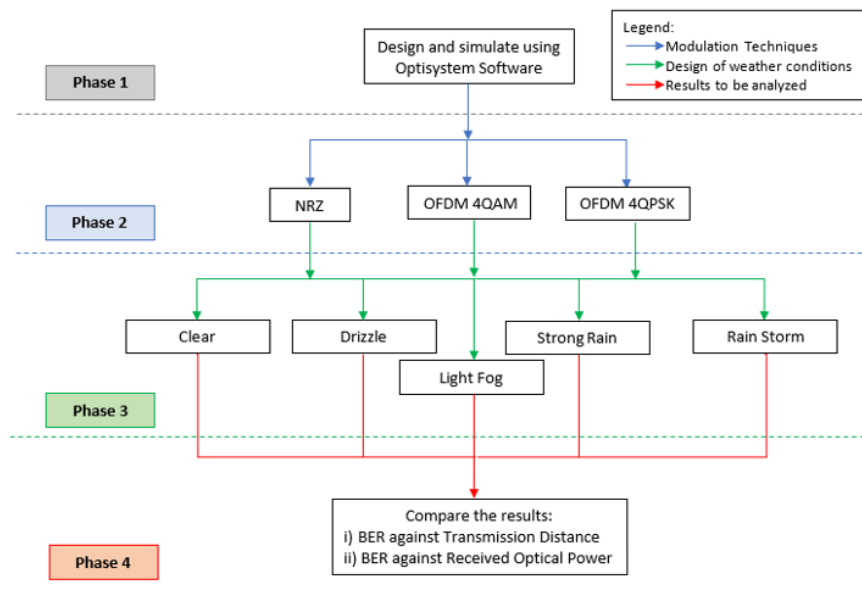 Design and simulate using
Optisystem Software
Legend:
Modulation Techniques
Design of weather conditions
Results to be analyzed
Phase 1
NRZ
OFDM 4QAM
OFDM 4QPSK
Phase 2
Clear
Drizzle
Strong Rain
Rain Storm
Light Fog
Phase 3
Compare the results:
i) BER against Transmission Distance
ii) BER against Received Optical Power
Phase 4